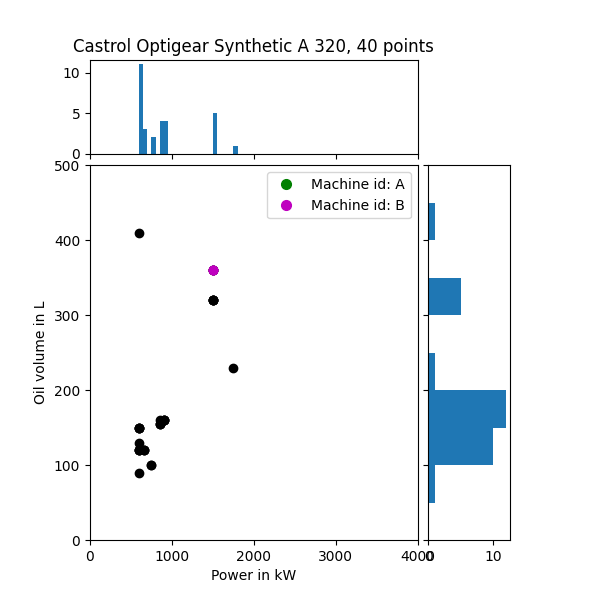 Castrol Optigear Synthetic A 320, 40 points
10
5
0
500
400
300
200
100
0
Oil volume in L
Machine id: A
Machine id: B
0 1000 2000 3000 4000
0 10
Power in kW